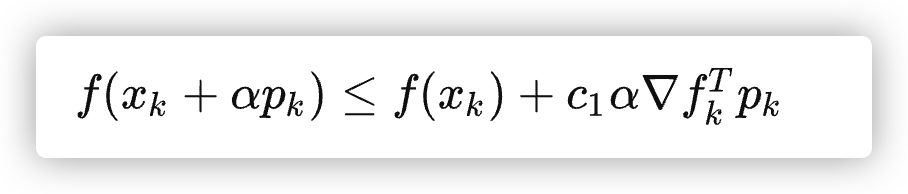 f(x_k + αp_k) ≤ f(x_k) + c_1α∇f_k^T p_k